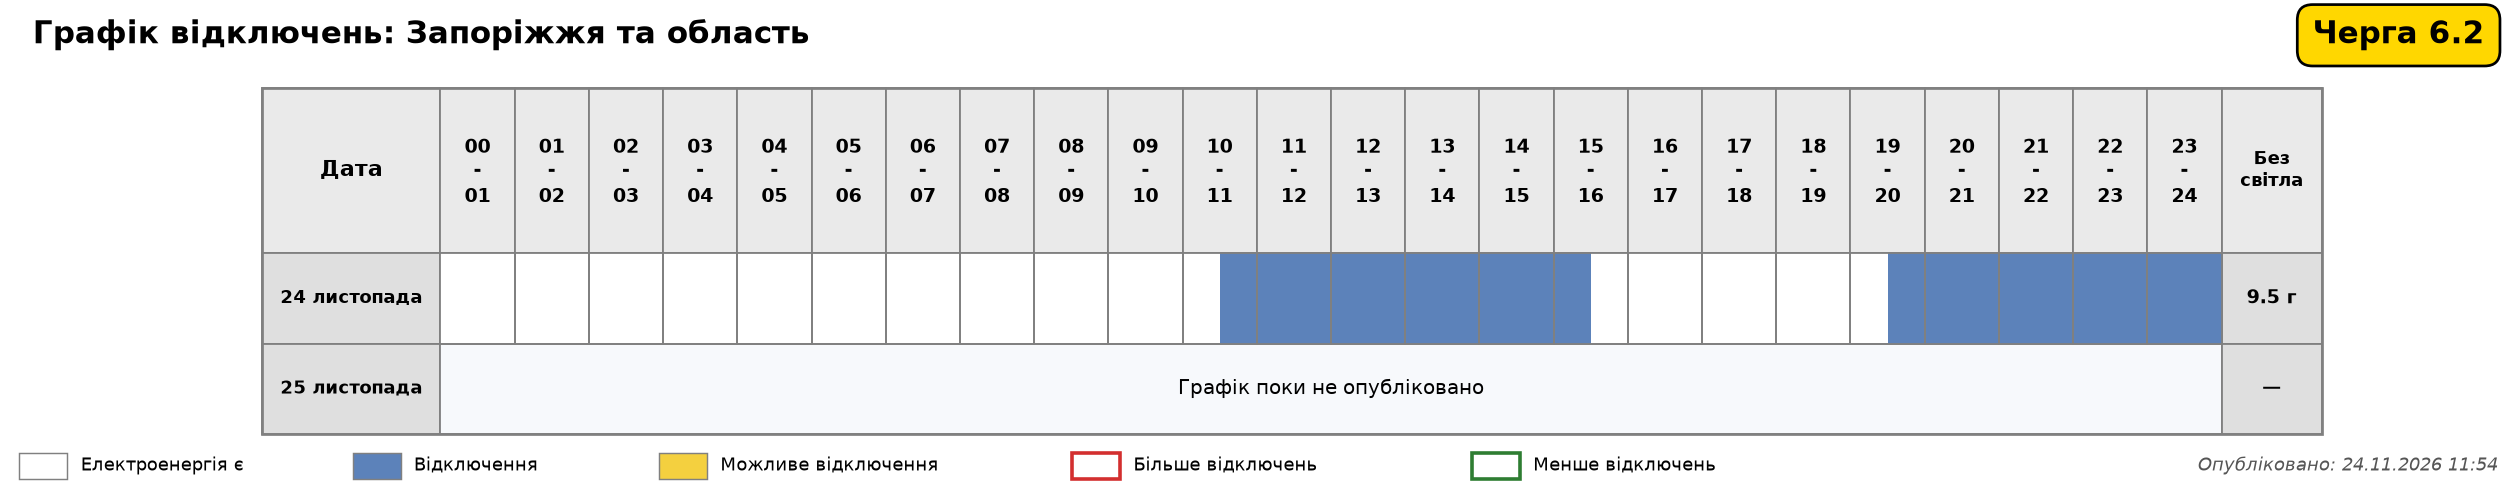 Графік відключень: Запоріжжя та область
Черга 6.2
Дата
00 - 01
01 - 02
02 - 03
03 - 04
04 - 05
05 - 06
06 - 07
07 - 08
08 - 09
09 - 10
10 - 11
11 - 12
12 - 13
13 - 14
14 - 15
15 - 16
16 - 17
17 - 18
18 - 19
19 - 20
20 - 21
21 - 22
22 - 23
23 - 24
Без
світла
24 листопада
9.5 г
25 листопада
Графік поки не опубліковано
—
Електроенергія є
Відключення
Можливе відключення
Більше відключень
Менше відключень
Опубліковано: 24.11.2026 11:54